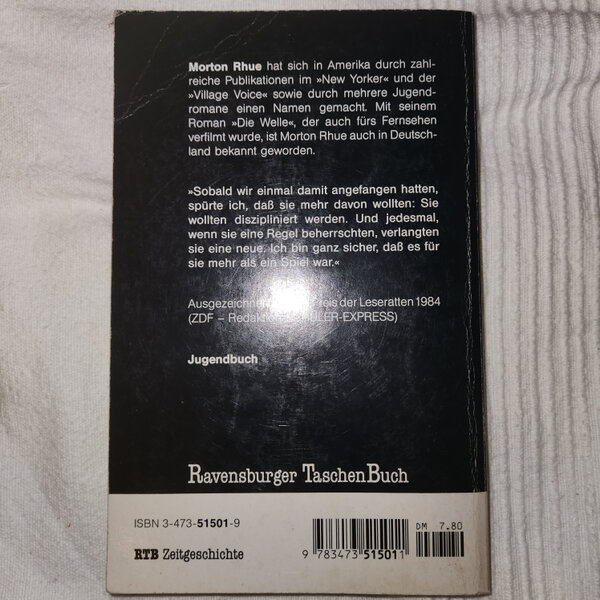 Morton Rhue hat sich in Amerika durch zahl-
reiche Publikationen im »New Yorker« und der
»Village Voice« sowie durch mehrere Jugend-
romane einen Namen gemacht. Mit seinem
Roman »Die Welle«, der auch fürs Fernsehen
verfilmt wurde, ist Morton Rhue auch in Deutsch-
land bekannt geworden.
»Sobald wir einmal damit angefangen hatten,
spürte ich, daß sie mehr davon wollten: Sie
wollten diszipliniert werden. Und jedesmal,
wenn sie eine Regel beherrschten, verlangten
sie eine neue. Ich bin ganz sicher, daß es für
sie mehr als ein Spiel war.«
Preis der Leseratten 1984
(ZDF –
Jugendbuch
Ravensburger TaschenBuch
ISBN 3-473-51501-9
DM 7.80
RTB Zeitgeschichte
9 783473 515011